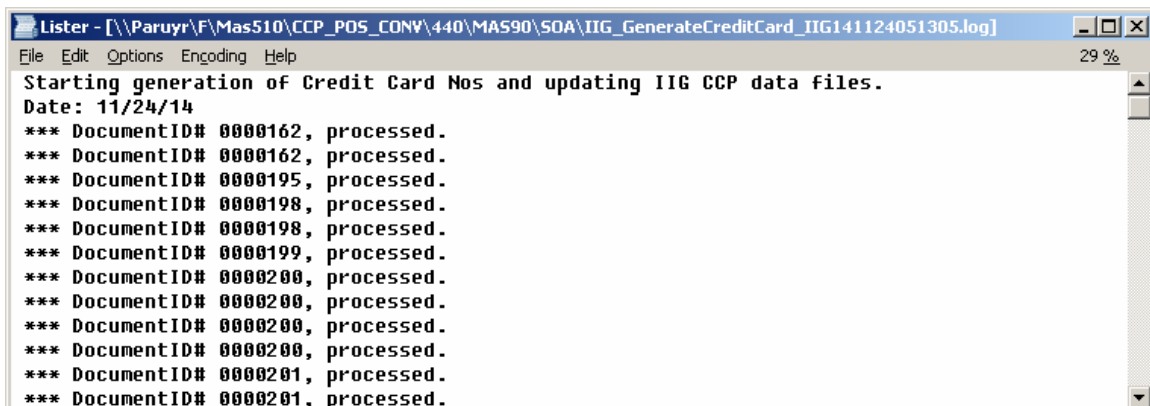 Lister - [\\Paruyr\F\Mas510\CCP_POS_CONV\440\MAS90\SOA\IIG_GenerateCreditCard_IIG141124051305.log]
File Edit Options Encoding Help 29 %
Starting generation of Credit Card Nos and updating IIG CCP data files.
Date: 11/24/14
*** DocumentID# 0000162, processed.
*** DocumentID# 0000162, processed.
*** DocumentID# 0000195, processed.
*** DocumentID# 0000198, processed.
*** DocumentID# 0000198, processed.
*** DocumentID# 0000199, processed.
*** DocumentID# 0000200, processed.
*** DocumentID# 0000200, processed.
*** DocumentID# 0000200, processed.
*** DocumentID# 0000200, processed.
*** DocumentID# 0000201, processed.
*** DocumentID# 0000201, processed.